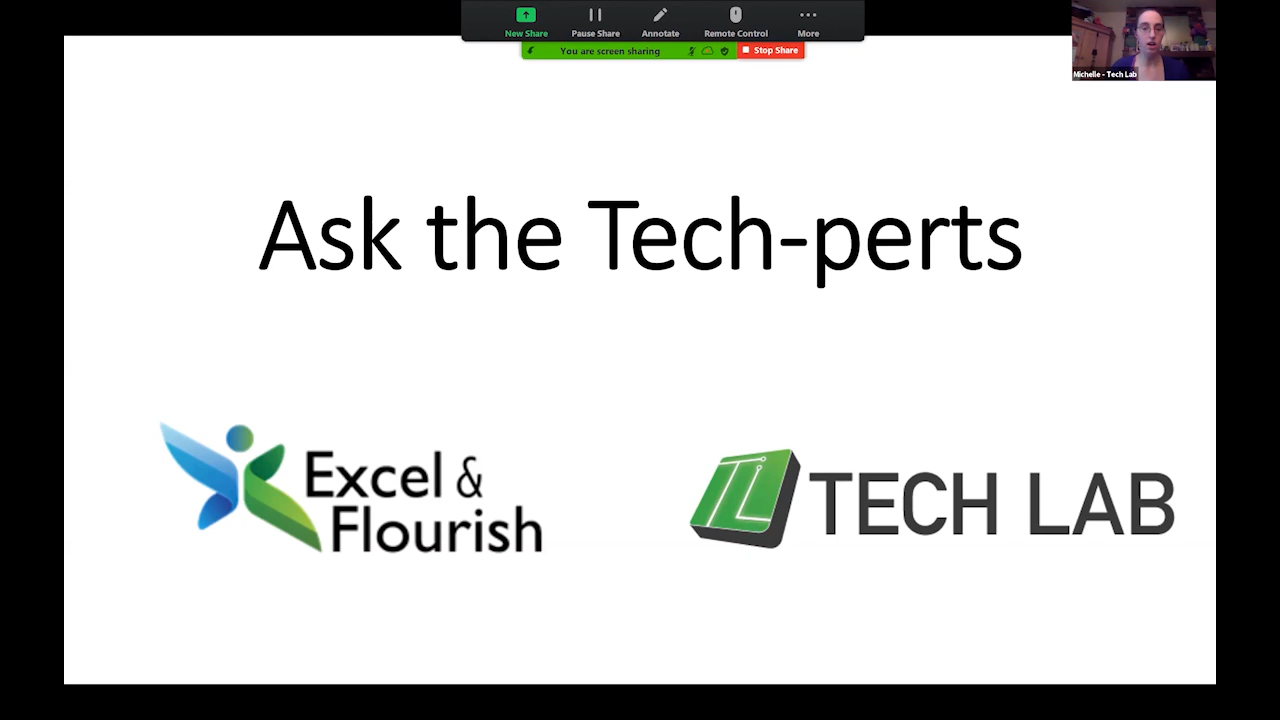 New Share
Pause Share
Annotate
Remote Control
More
You are screen sharing
Stop Share
Michelle - Tech Lab
Ask the Tech-perts
Excel &
Flourish
TL
TECH LAB